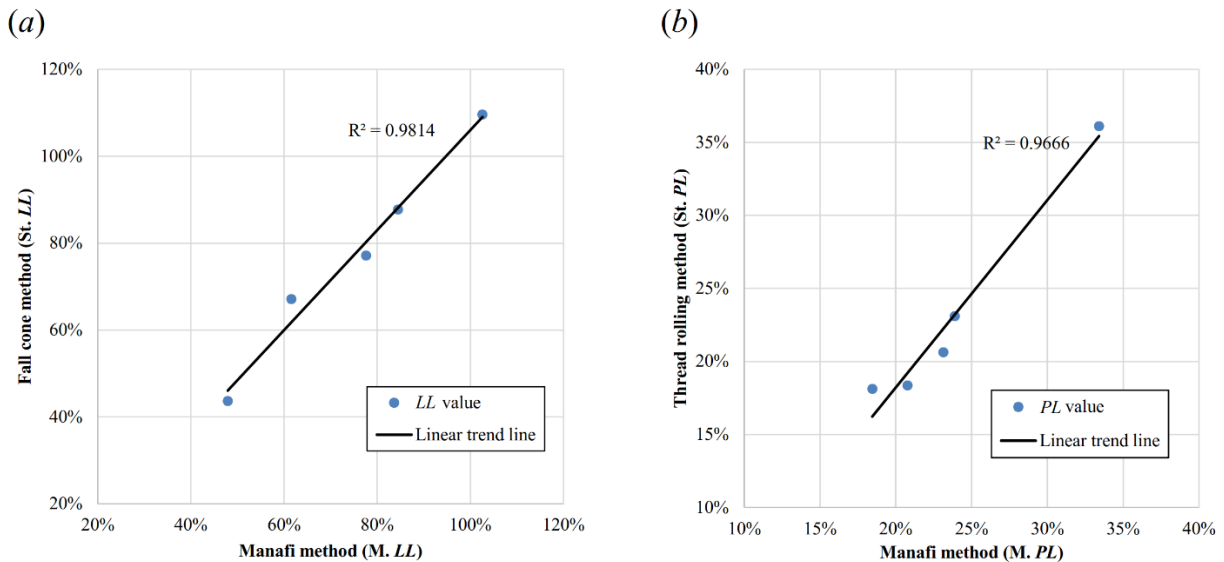 (a)
120%
100%
80%
60%
40%
20%
Fall cone method (St. LL)
R² = 0.9814
LL value
Linear trend line
20% 40% 60% 80% 100% 120%
Manafi method (M. LL)
(b)
40%
35%
30%
25%
20%
15%
10%
Thread rolling method (St. PL)
R² = 0.9666
PL value
Linear trend line
10% 15% 20% 25% 30% 35% 40%
Manafi method (M. PL)